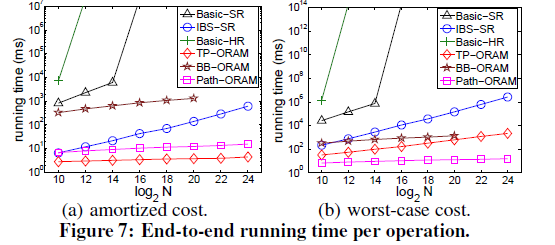 10^7
10^6
10^5
10^4
10^3
10^2
10^1
10^0
running time (ms)
Basic−SR
IBS−SR
Basic−HR
TP−ORAM
BB−ORAM
Path−ORAM
10 12 14 16 18 20 22 24
log_2 N
(a) amortized cost.
10^14
10^12
10^10
10^8
10^6
10^4
10^2
10^0
running time (ms)
Basic−SR
IBS−SR
Basic−HR
TP−ORAM
BB−ORAM
Path−ORAM
10 12 14 16 18 20 22 24
log_2 N
(b) worst-case cost.
Figure 7: End-to-end running time per operation.